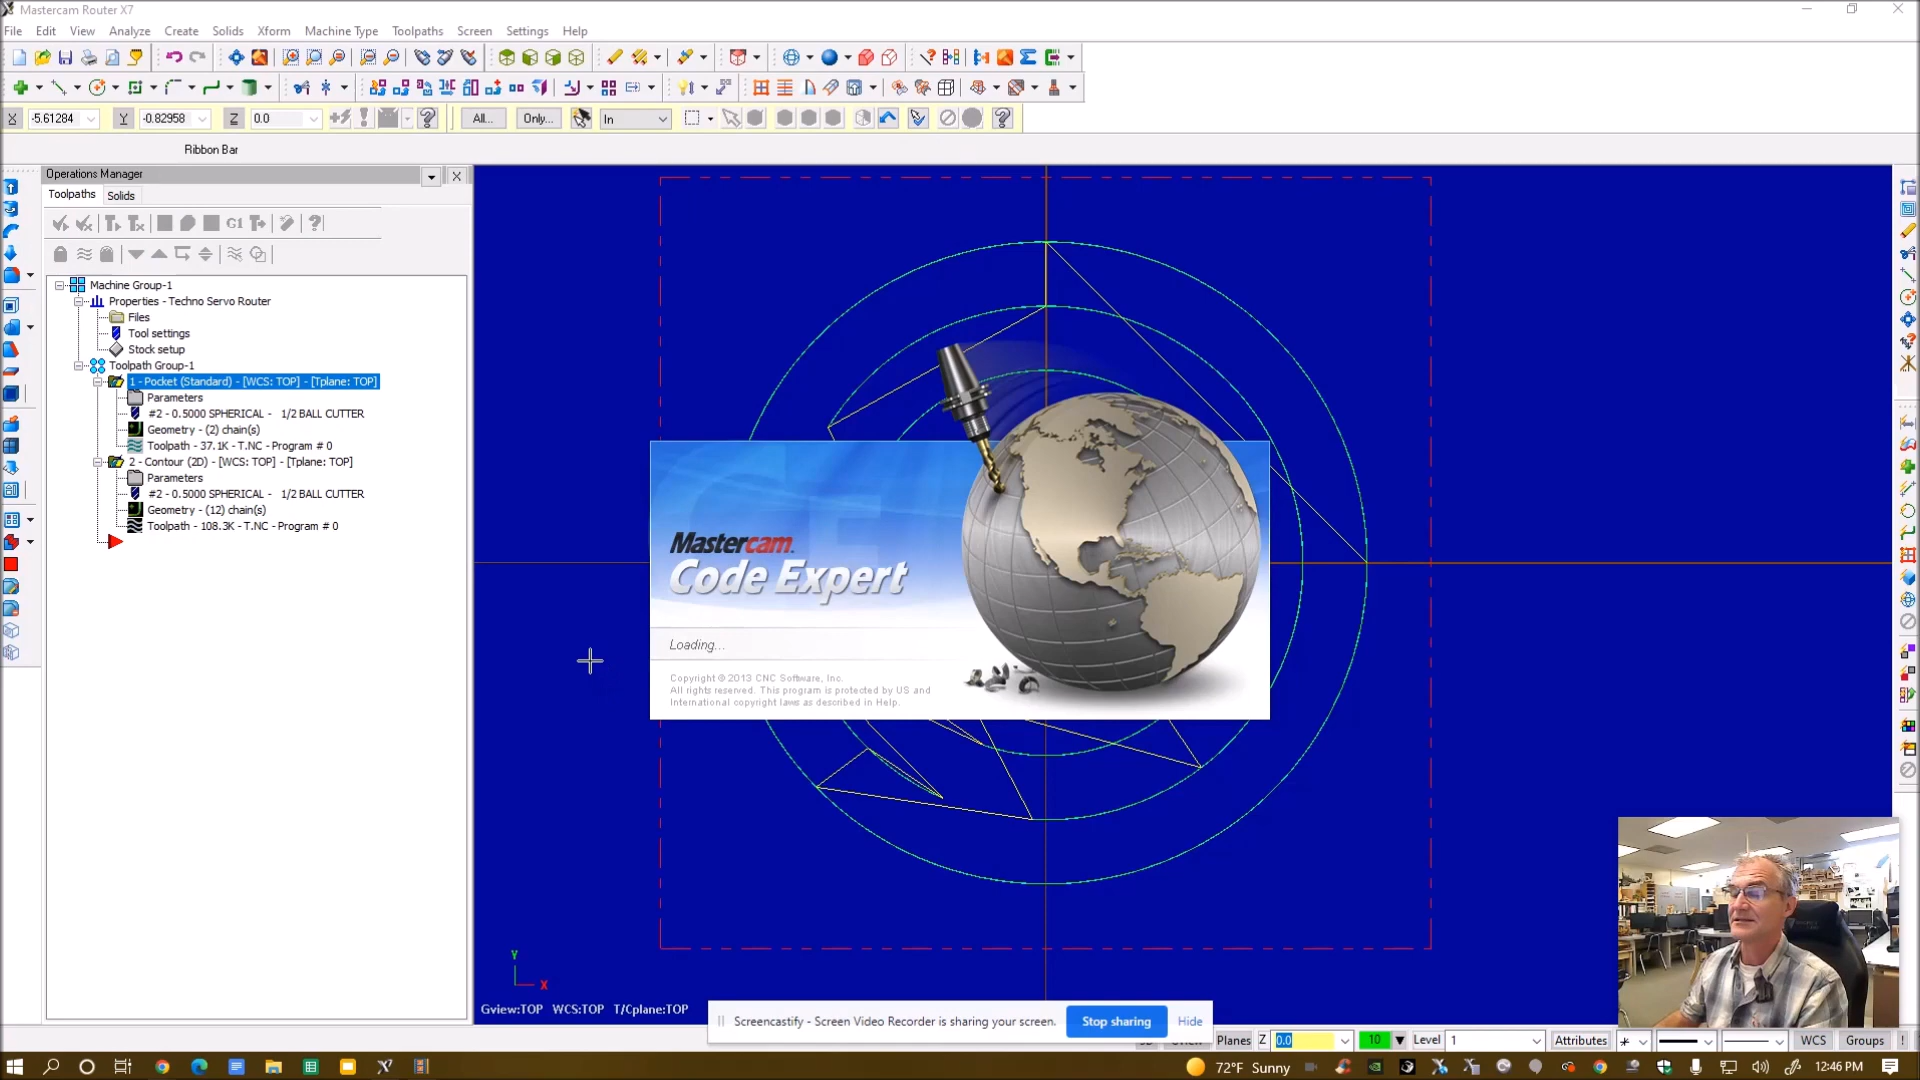 Mastercam Router X7
File Edit View Analyze Create Solids Xform Machine Type Toolpaths Screen Settings Help
X -5.61284 Y -0.82958 Z 0.0 All... Only... In
Ribbon Bar
Operations Manager
Toolpaths Solids
G1
Machine Group-1
Properties - Techno Servo Router
Files
Tool settings
Stock setup
Toolpath Group-1
1 - Pocket (Standard) - [WCS: TOP] - [Tplane: TOP]
Parameters
#2 - 0.5000 SPHERICAL - 1/2 BALL CUTTER
Geometry - (2) chain(s)
Toolpath - 37.1K - T.NC - Program # 0
2 - Contour (2D) - [WCS: TOP] - [Tplane: TOP]
Parameters
#2 - 0.5000 SPHERICAL - 1/2 BALL CUTTER
Geometry - (12) chain(s)
Toolpath - 108.3K - T.NC - Program # 0
Mastercam.
Code Expert
Loading...
Copyright © 2013 CNC Software, Inc.
All rights reserved. This program is protected by US and
International copyright laws as described in Help.
Y
X
Gview:TOP WCS:TOP T/Cplane:TOP
Screencastify - Screen Video Recorder is sharing your screen. Stop sharing Hide
Planes Z 0.0 10 Level 1 Attributes WCS Groups
72°F Sunny 12:46 PM